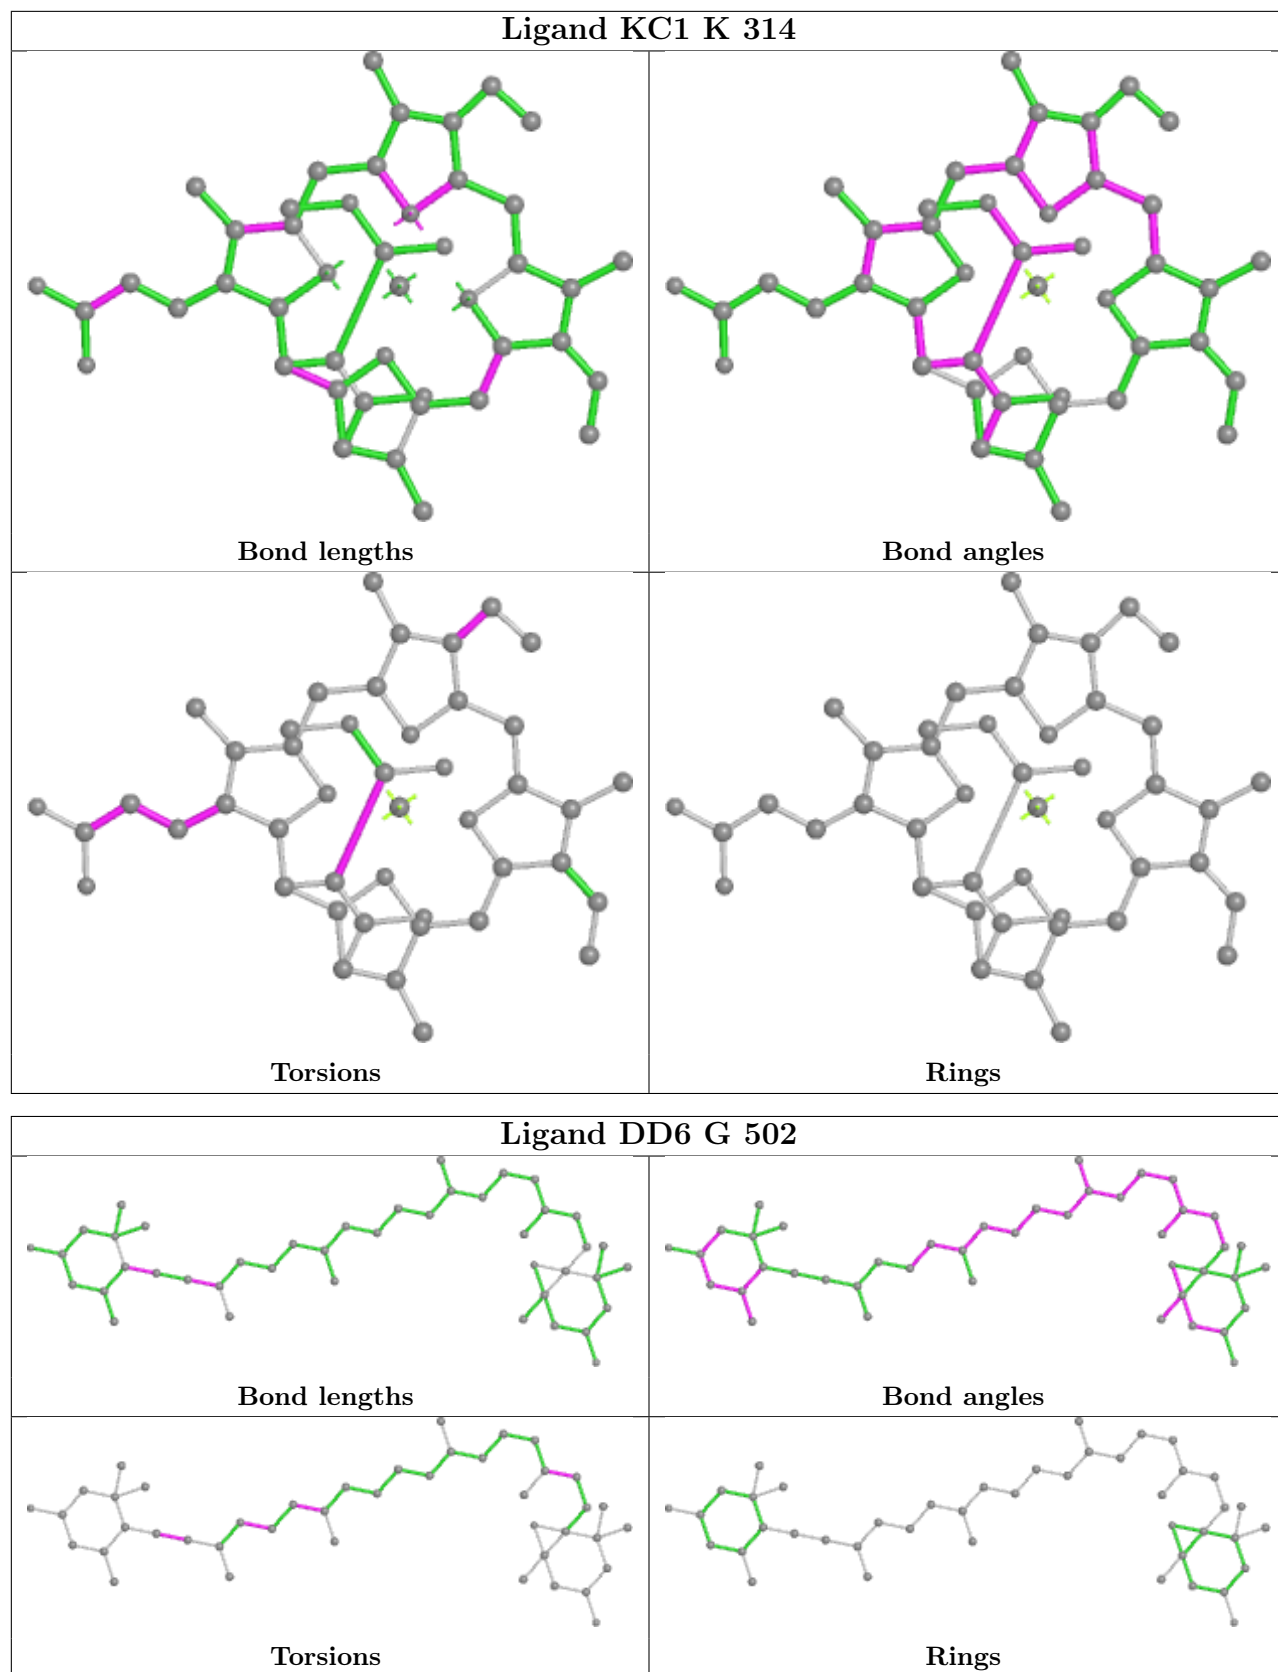 Ligand KC1 K 314
Bond lengths
Bond angles
Torsions
Rings
Ligand DD6 G 502
Bond lengths
Bond angles
Torsions
Rings